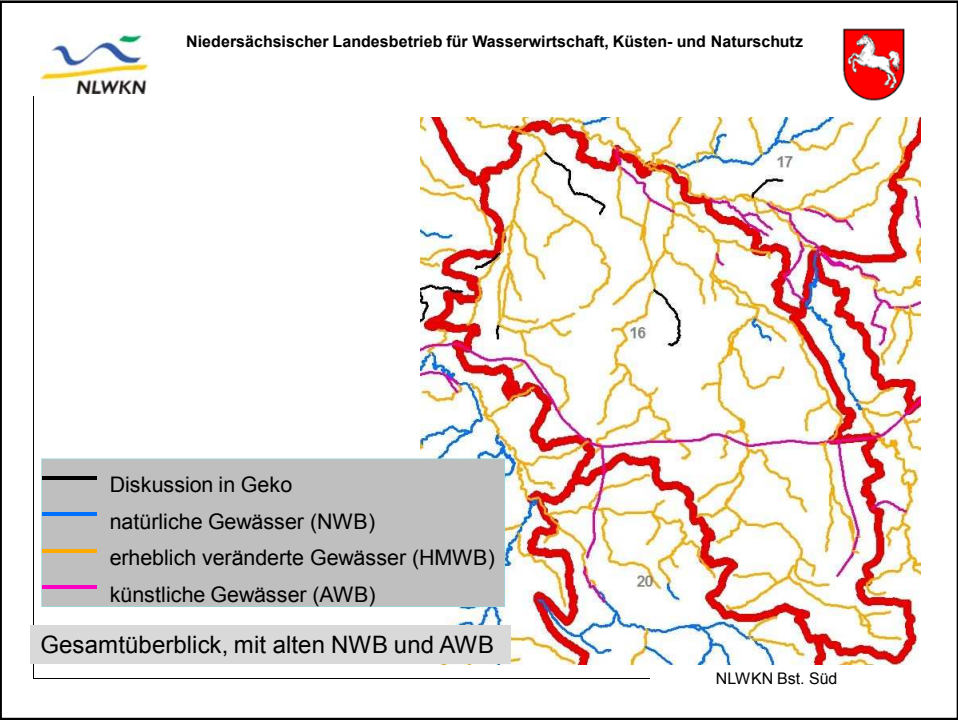 Niedersächsischer Landesbetrieb für Wasserwirtschaft, Küsten- und Naturschutz
NLWKN
17
16
20
Diskussion in Geko
natürliche Gewässer (NWB)
erheblich veränderte Gewässer (HMWB)
künstliche Gewässer (AWB)
Gesamtüberblick, mit alten NWB und AWB
NLWKN Bst. Süd